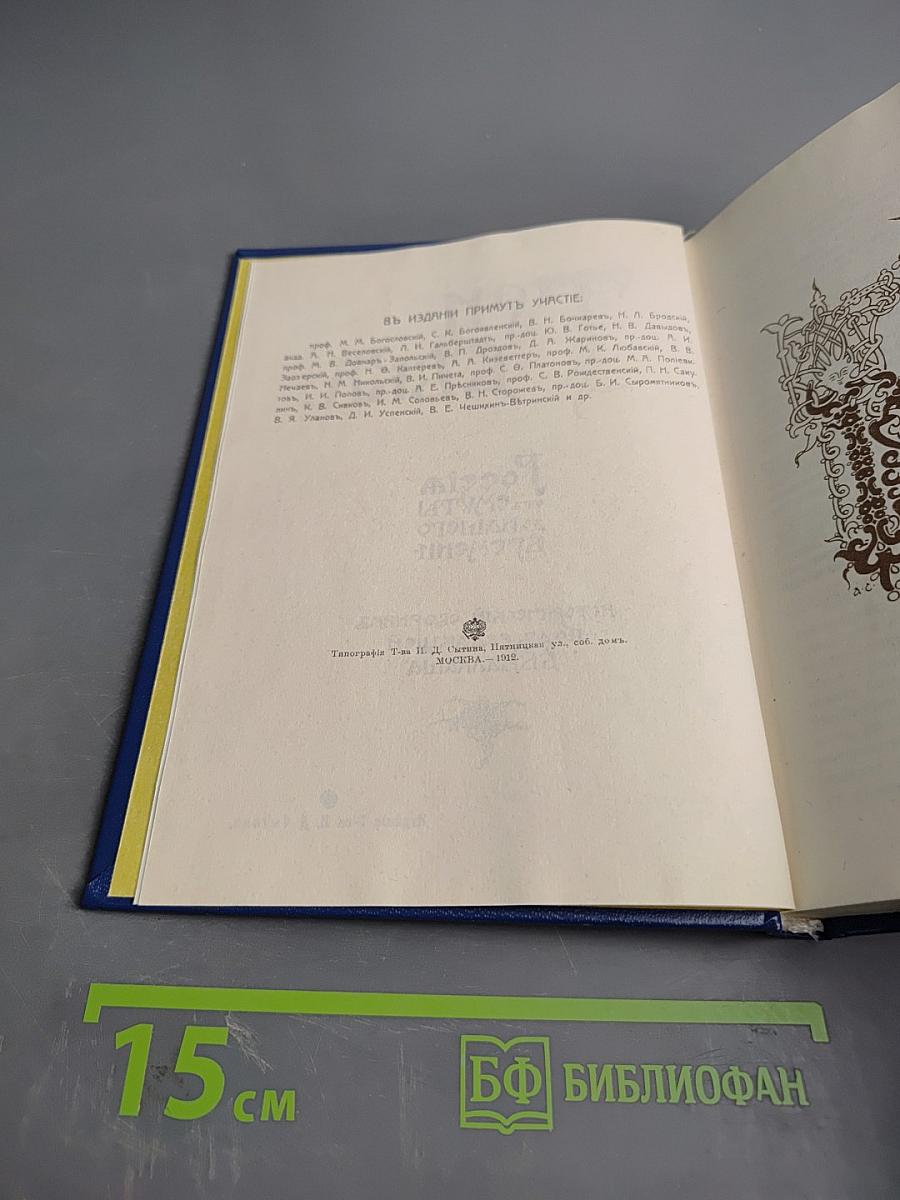 ВЪ ИЗДАНІИ ПРИМУТЪ УЧАСТІЕ:
проф. М. М. Богословскій, С. К. Богоявленскій, В. Н. Бочкаревъ, Н. Л. Бродскій,
акад. А. Н. Веселовскій, Л. И. Гальберштадтъ, пр.-доц. Ю. В. Готье, Н. В. Давыдовъ,
проф. М. В. Довнаръ-Запольскій, В. П. Дроздовъ, Д. А. Жариновъ, пр.-доц. А. И.
Заозерскій, проф. Н. Ѳ. Каптеревъ, А. А. Кизеветтеръ, проф. М. К. Любавскій, В. В.
Нечаевъ, Н. М. Никольскій, В. И. Пичета, проф. С. Ѳ. Платоновъ, пр.-доц. М. А. Поліевк-
товъ, И. И. Поповъ, пр.-доц. А. Е. Прѣсняковъ, проф. С. В. Рождественскій, П. Н. Саку-
линъ, К. В. Сивковъ, И. М. Соловьевъ, В. Н. Сторожевъ, пр.-доц. Б. И. Сыромятниковъ,
В. Я. Улановъ, Д. И. Успенскій, В. Е. Чешихинъ-Вѣтринскій и др.
Типографія Т-ва И. Д. Сытина, Пятницкая ул., соб. домъ.
МОСКВА.—1912.
А.С.
15 см
БФ БИБЛИОФАН